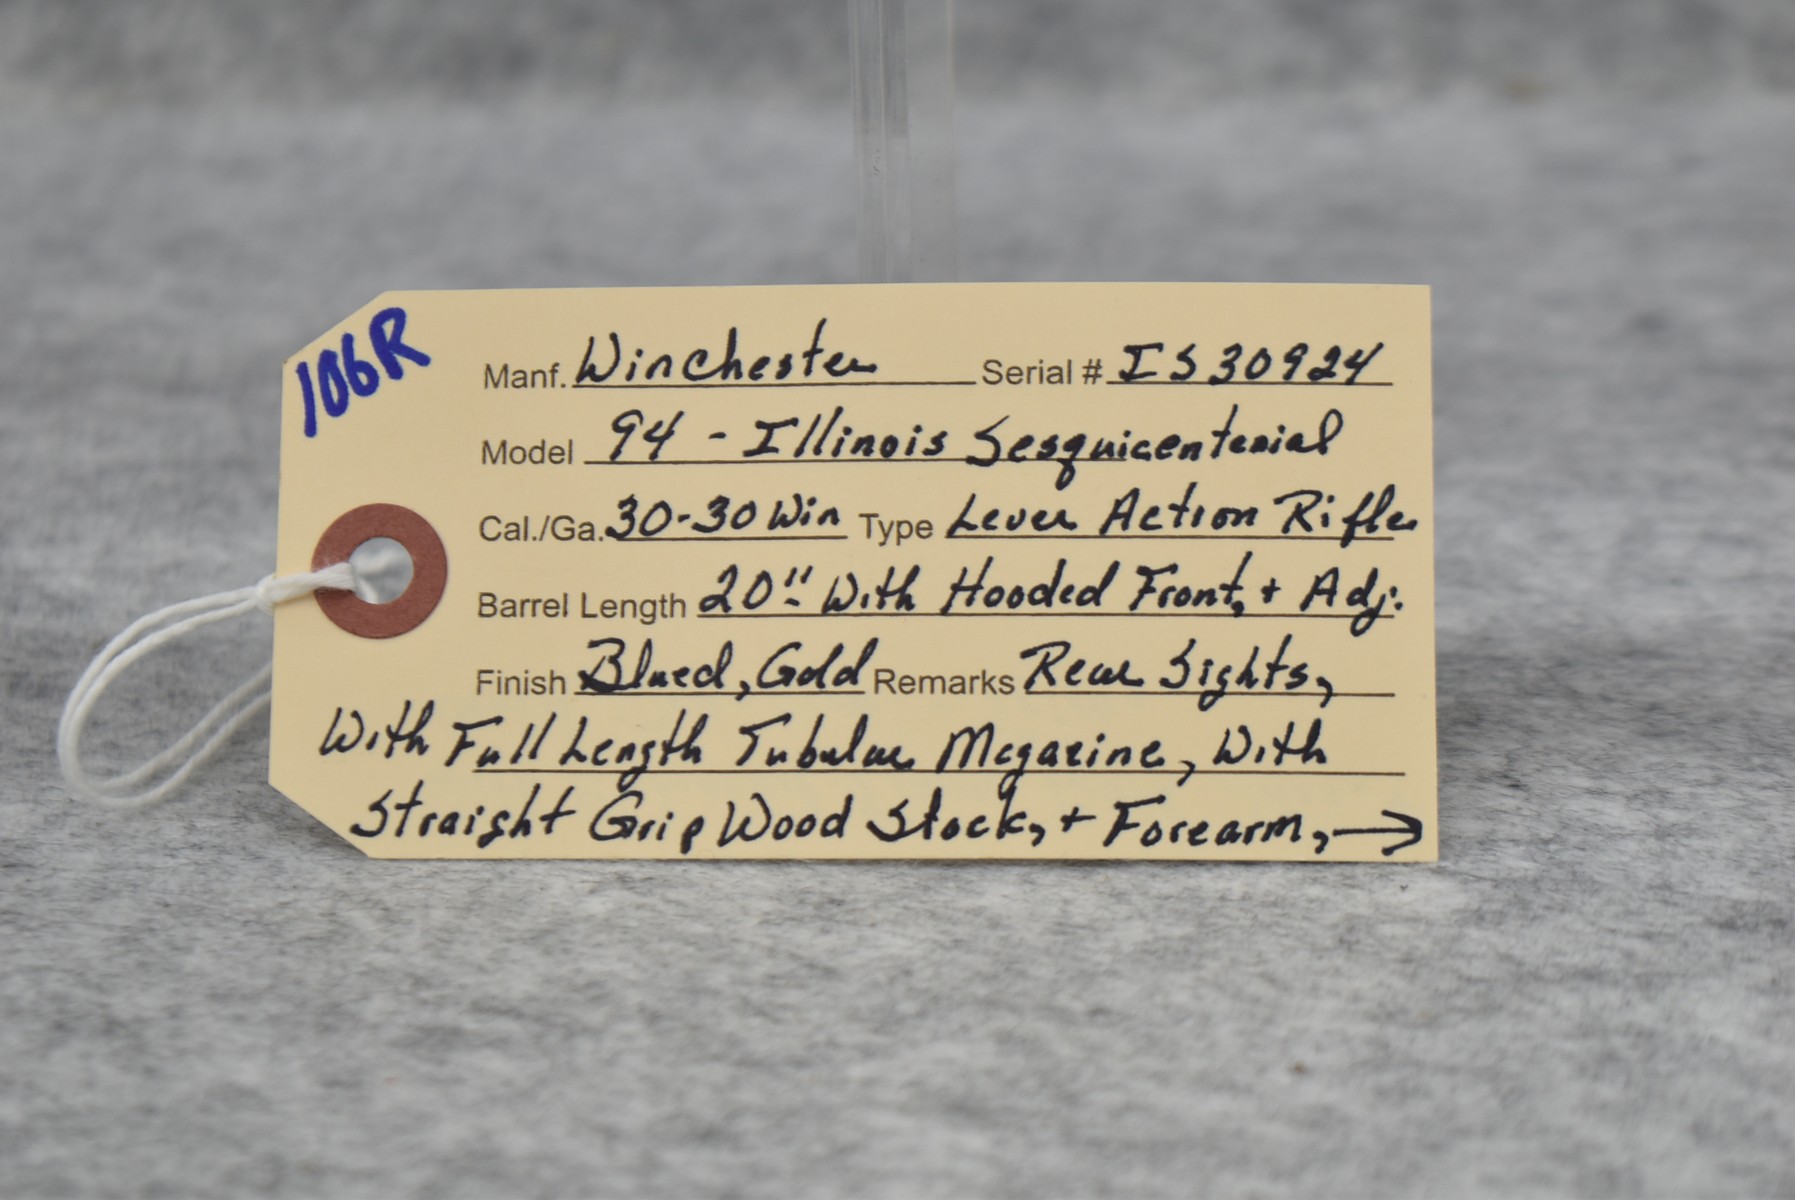 106R
Manf. Winchester Serial # IS30924
Model 94 - Illinois Sesquicentenial
Cal./Ga. 30-30 Win Type Lever Action Rifle
Barrel Length 20" With Hooded Front, + Adj.
Finish Blued, Gold Remarks Rear Sights,
With Full Length Tubular Magazine, With
Straight Grip Wood Stock, + Forearm, →